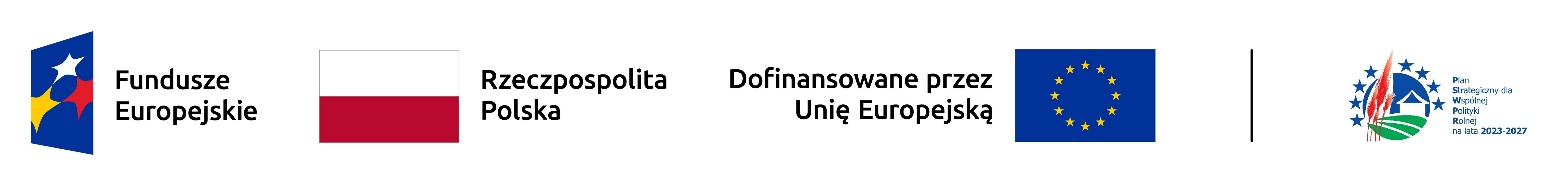 Fundusze
Europejskie
Rzeczpospolita
Polska
Dofinansowane przez
Unię Europejską
Plan
Strategiczny dla
Wspólnej
Polityki
Rolnej
na lata 2023-2027